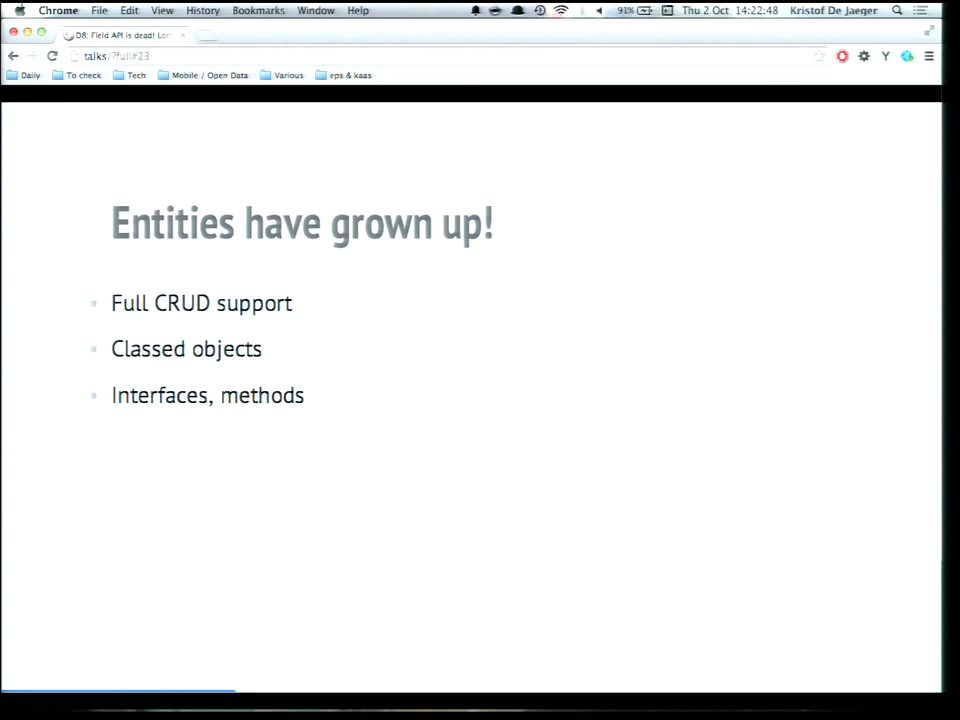 Chrome File Edit View History Bookmarks Window Help 91% Thu 2 Oct 14:22:48 Kristof De Jaeger
D8: Field API is dead! Lon
talks/?full#23
Daily To check Tech Mobile / Open Data Various eps & kaas
Entities have grown up!
Full CRUD support
Classed objects
Interfaces, methods